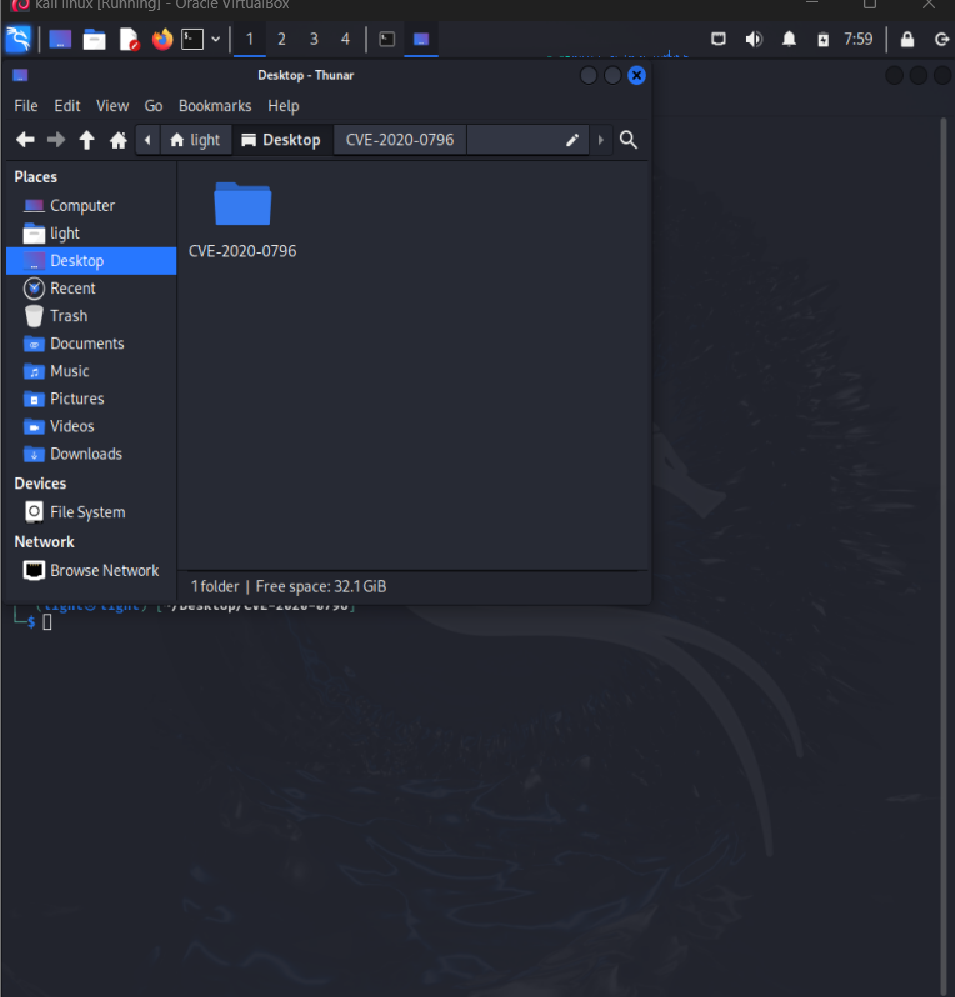 kali linux [Running] - Oracle VirtualBox
1 2 3 4 7:59
Desktop - Thunar
File Edit View Go Bookmarks Help
light Desktop CVE-2020-0796
Places
Computer
light
Desktop
Recent
Trash
Documents
Music
Pictures
Videos
Downloads
Devices
File System
Network
Browse Network
CVE-2020-0796
1 folder | Free space: 32.1 GiB
(light㉿light)-[~/Desktop/CVE-2020-0796]
$